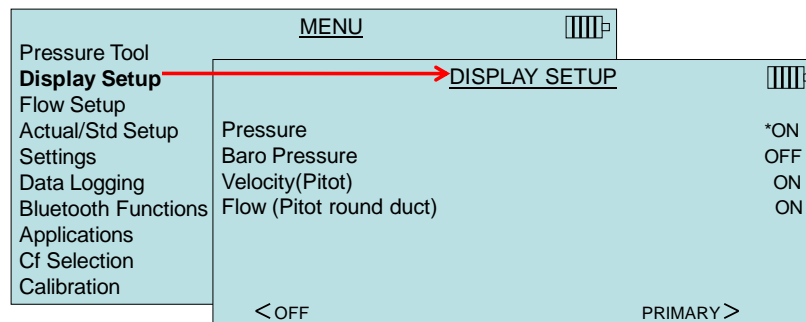 MENU
Pressure Tool
Display Setup
Flow Setup
Actual/Std Setup
Settings
Data Logging
Bluetooth Functions
Applications
Cf Selection
Calibration
DISPLAY SETUP
Pressure *ON
Baro Pressure OFF
Velocity(Pitot) ON
Flow (Pitot round duct) ON
<OFF PRIMARY>